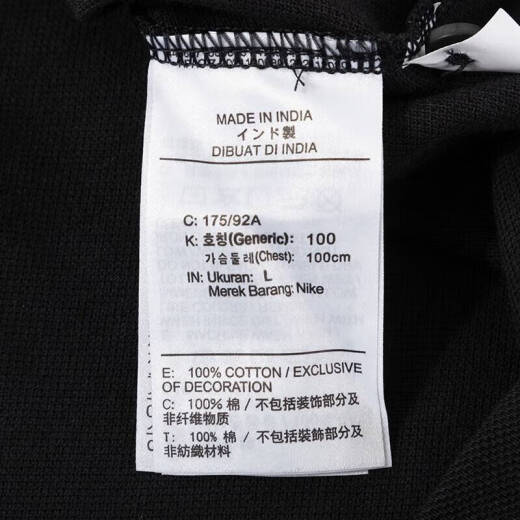 MADE IN INDIA
インド製
DIBUAT DI INDIA
C: 175/92A
K: 호칭(Generic): 100
가슴둘레(Chest): 100cm
IN: Ukuran: L
Merek Barang: Nike
E: 100% COTTON / EXCLUSIVE
OF DECORATION
C: 100% 棉 / 不包括装饰部分及
非纤维物质
T: 100% 棉 / 不包括裝飾部分及
非紡織材料